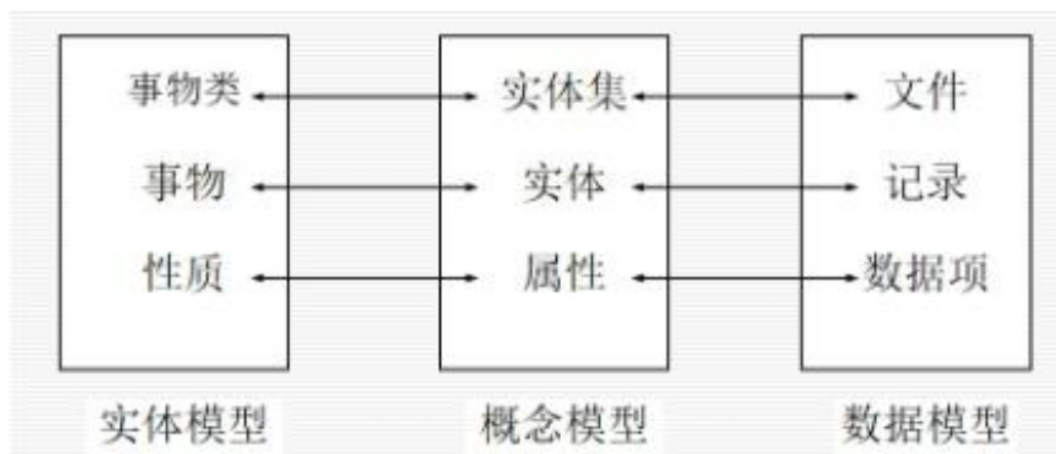 事物类 实体集 文件
事物 实体 记录
性质 属性 数据项
实体模型 概念模型 数据模型